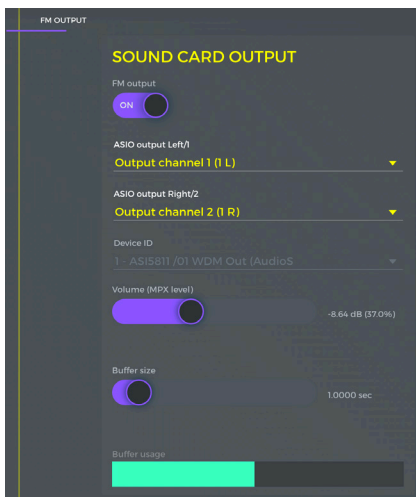 FM OUTPUT
SOUND CARD OUTPUT
FM output
ON
ASIO output Left/1
Output channel 1 (1 L)
ASIO output Right/2
Output channel 2 (1 R)
Device ID
1 - ASI5811 /01 WDM Out (AudioS
Volume (MPX level)
-8.64 dB (37.0%)
Buffer size
1.0000 sec
Buffer usage